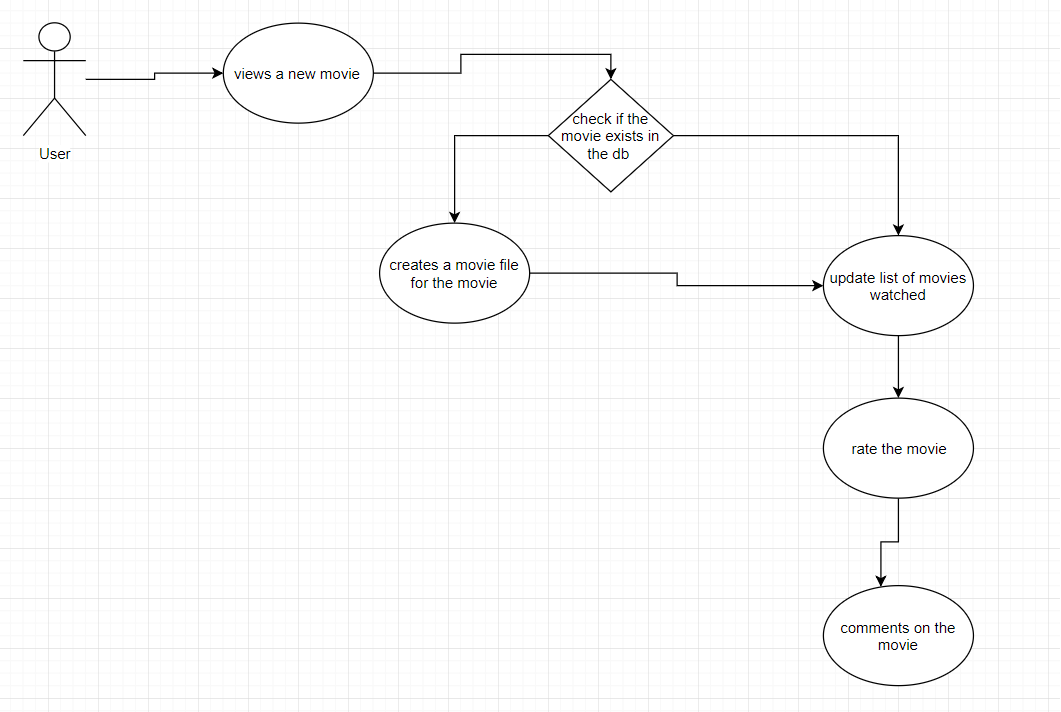 User
views a new movie
check if the
movie exists in
the db
creates a movie file
for the movie
update list of movies
watched
rate the movie
comments on the
movie